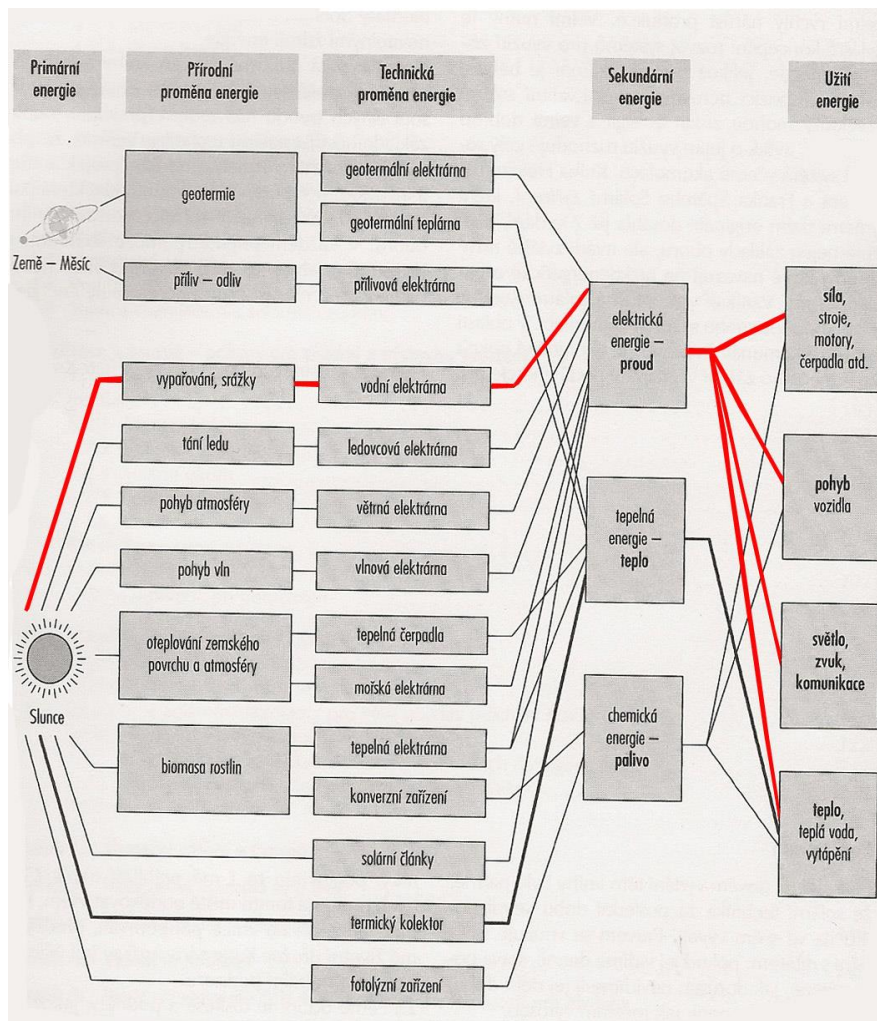 Primární
energie
Přírodní
proměna energie
Technická
proměna energie
Sekundární
energie
Užití
energie
geotermie
geotermální elektrárna
geotermální teplárna
Země – Měsíc
příliv – odliv
přílivová elektrárna
vypařování, srážky
vodní elektrárna
tání ledu
ledovcová elektrárna
pohyb atmosféry
větrná elektrárna
pohyb vln
vlnová elektrárna
oteplování zemského
povrchu a atmosféry
tepelná čerpadla
mořská elektrárna
Slunce
biomasa rostlin
tepelná elektrárna
konverzní zařízení
solární články
termický kolektor
fotolýzní zařízení
elektrická
energie –
proud
tepelná
energie –
teplo
chemická
energie –
palivo
síla,
stroje,
motory,
čerpadla atd.
pohyb
vozidla
světlo,
zvuk,
komunikace
teplo,
teplá voda,
vytápění